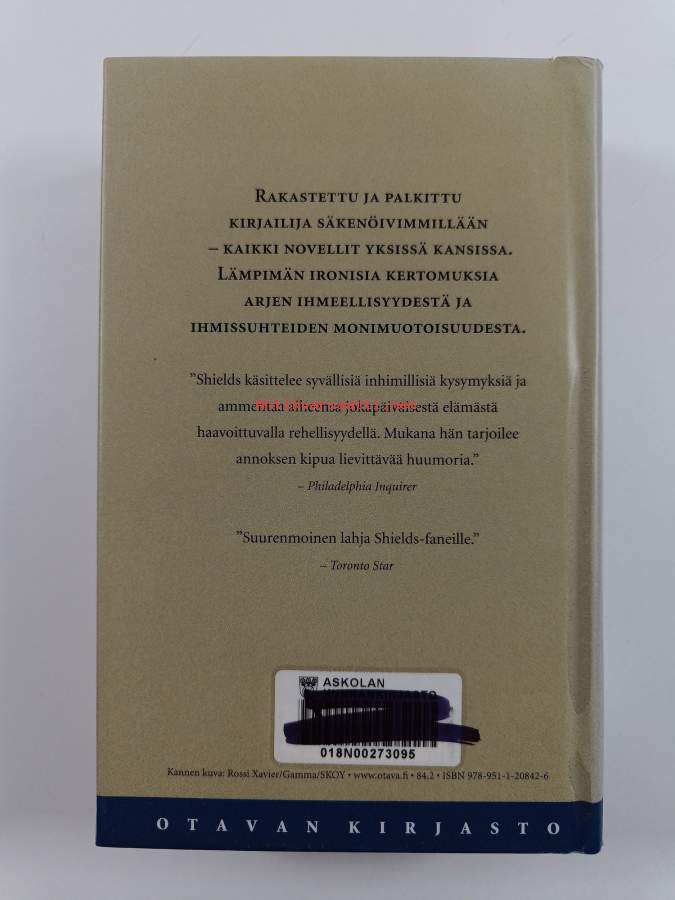 RAKASTETTU JA PALKITTU
KIRJAILIJA SÄKENÖIVIMMILLÄÄN
– KAIKKI NOVELLIT YKSISSÄ KANSISSA.
LÄMPIMÄN IRONISIA KERTOMUKSIA
ARJEN IHMEELLISYYDESTÄ JA
IHMISSUHTEIDEN MONIMUOTOISUUDESTA.
”Shields käsittelee syvällisiä inhimillisiä kysymyksiä ja
ammentaa aiheensa jokapäiväisestä elämästä
haavoittuvalla rehellisyydellä. Mukana hän tarjoilee
annoksen kipua lievittävää huumoria.”
– Philadelphia Inquirer
”Suurenmoinen lahja Shields-faneille.”
– Toronto Star
ASKOLAN
018N00273095
Kannen kuva: Rossi Xavier/Gamma/SKOY • www.otava.fi • 84.2 • ISBN 978-951-1-20842-6
OTAVAN KIRJASTO